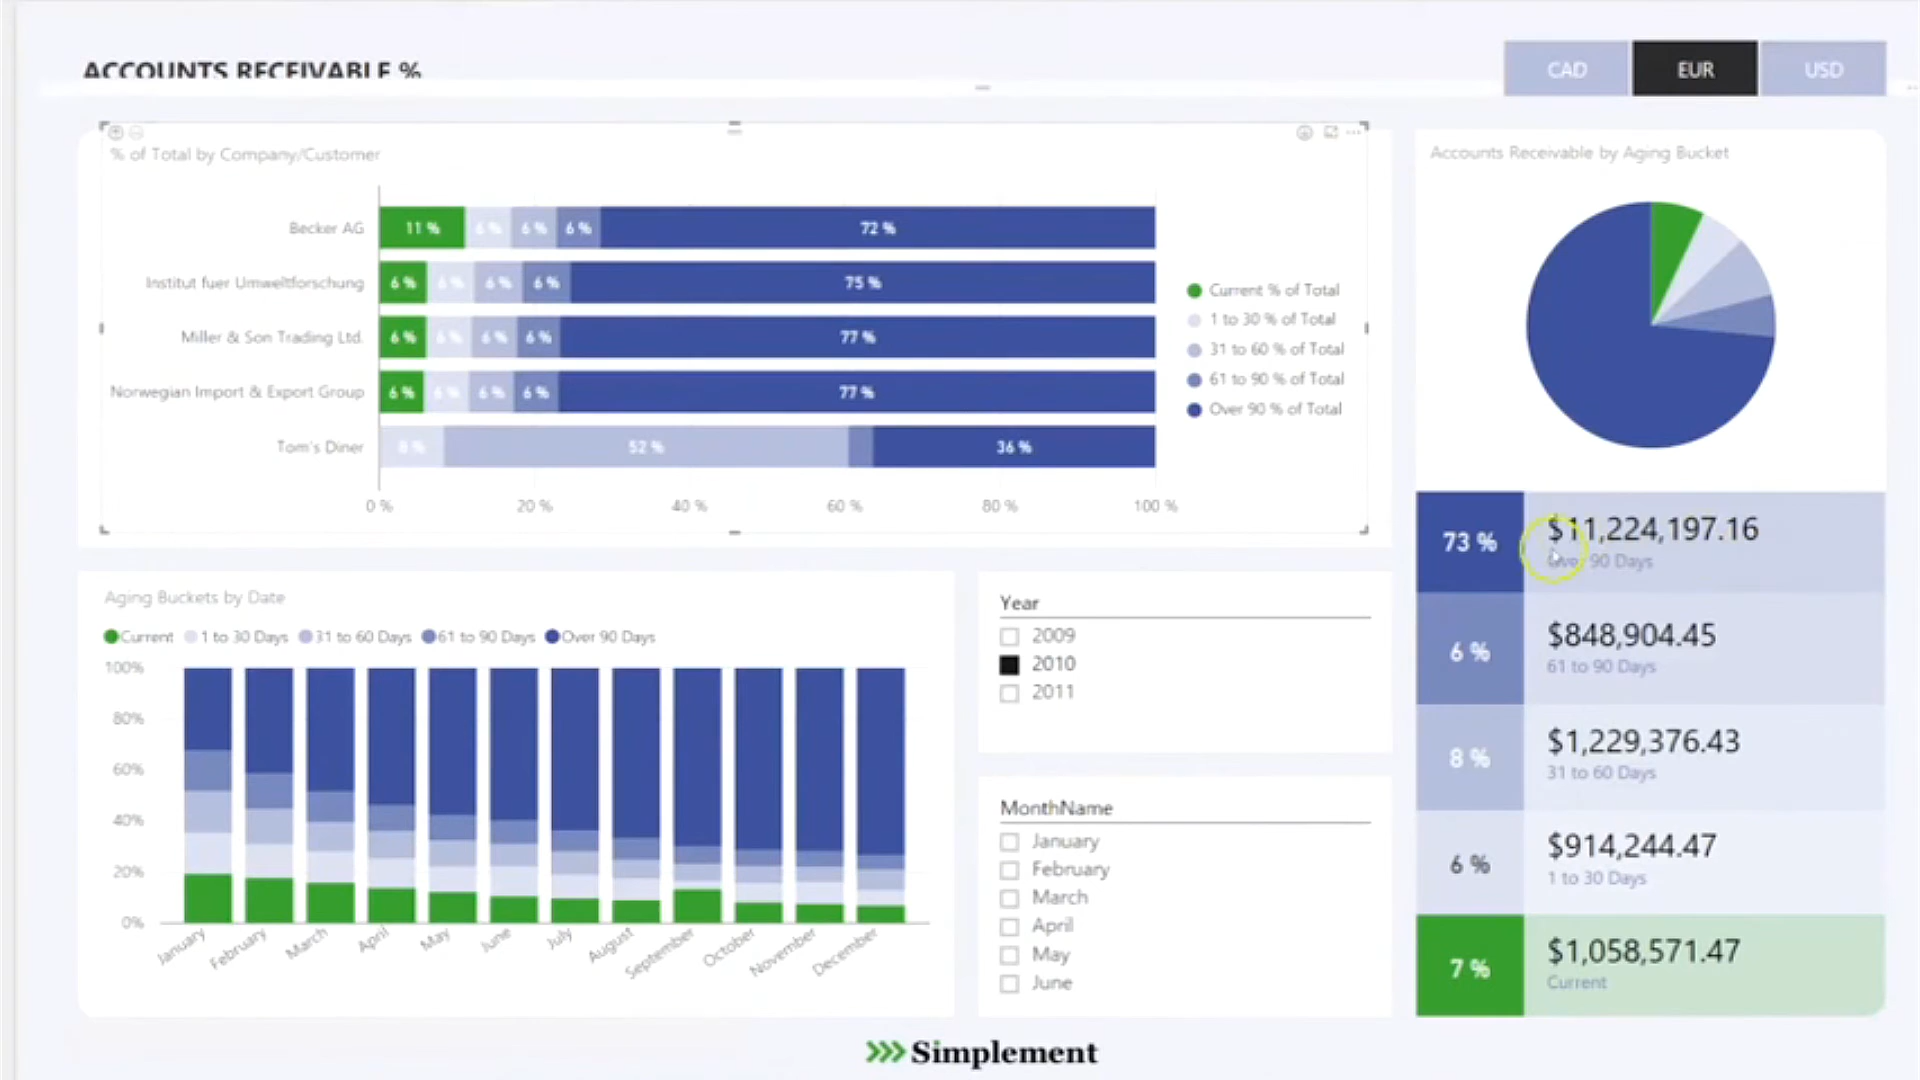 ACCOUNTS RECEIVABLE %
CAD EUR USD
% of Total by Company/Customer
Becker AG 11 % 6 % 6 % 6 % 72 %
Institut fuer Umweltforschung 6 % 6 % 6 % 6 % 75 %
Miller & Son Trading Ltd. 6 % 6 % 6 % 6 % 77 %
Norwegian Import & Export Group 6 % 6 % 6 % 6 % 77 %
Tom's Diner 8 % 52 % 36 %
0 % 20 % 40 % 60 % 80 % 100 %
Current % of Total
1 to 30 % of Total
31 to 60 % of Total
61 to 90 % of Total
Over 90 % of Total
Accounts Receivable by Aging Bucket
73 % $11,224,197.16
Over 90 Days
6 % $848,904.45
61 to 90 Days
8 % $1,229,376.43
31 to 60 Days
6 % $914,244.47
1 to 30 Days
7 % $1,058,571.47
Current
Aging Buckets by Date
Current 1 to 30 Days 31 to 60 Days 61 to 90 Days Over 90 Days
100%
80%
60%
40%
20%
0%
January February March April May June July August September October November December
Year
2009
2010
2011
MonthName
January
February
March
April
May
June
Simplement